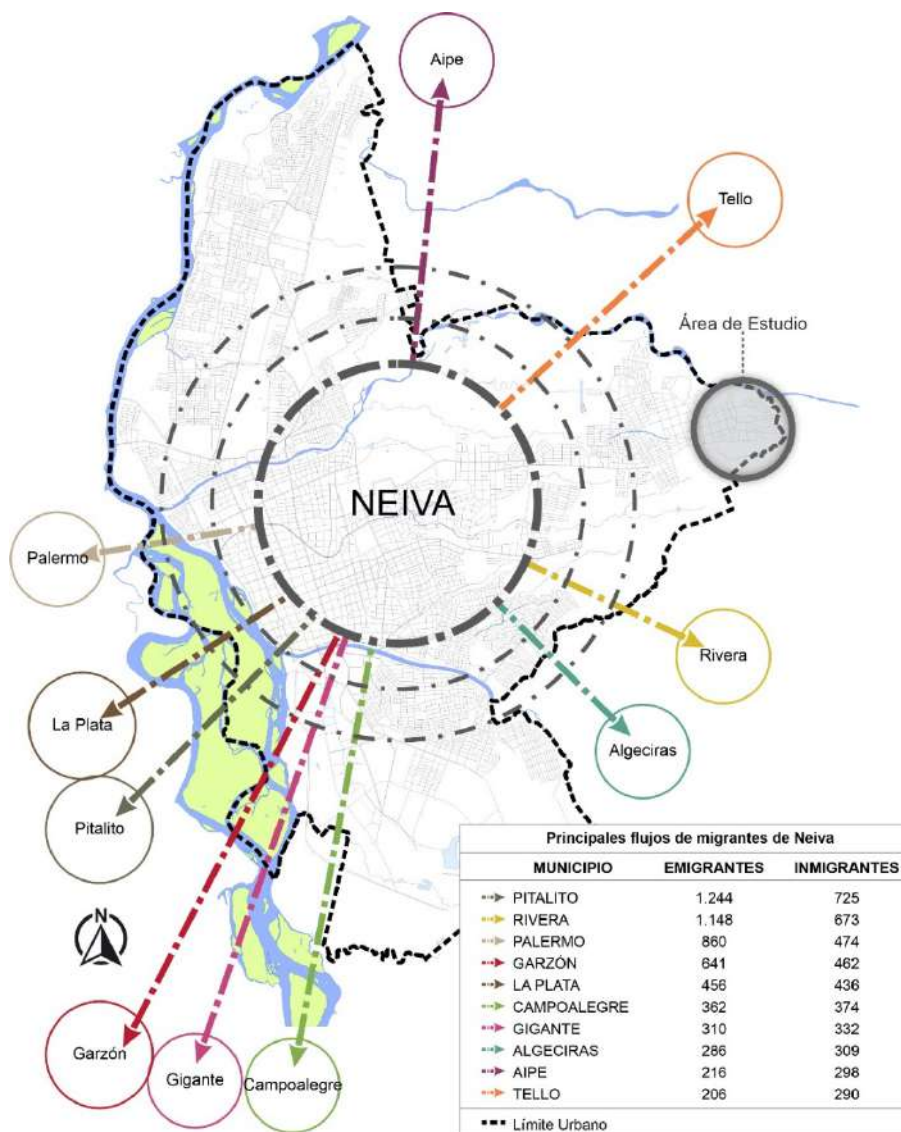 Aipe
Tello
Área de Estudio
NEIVA
Palermo
Rivera
La Plata
Algeciras
Pitalito
N
Garzón
Gigante
Campoalegre
Principales flujos de migrantes de Neiva
MUNICIPIO EMIGRANTES INMIGRANTES
PITALITO 1.244 725
RIVERA 1.148 673
PALERMO 860 474
GARZÓN 641 462
LA PLATA 456 436
CAMPOALEGRE 362 374
GIGANTE 310 332
ALGECIRAS 286 309
AIPE 216 298
TELLO 206 290
Límite Urbano